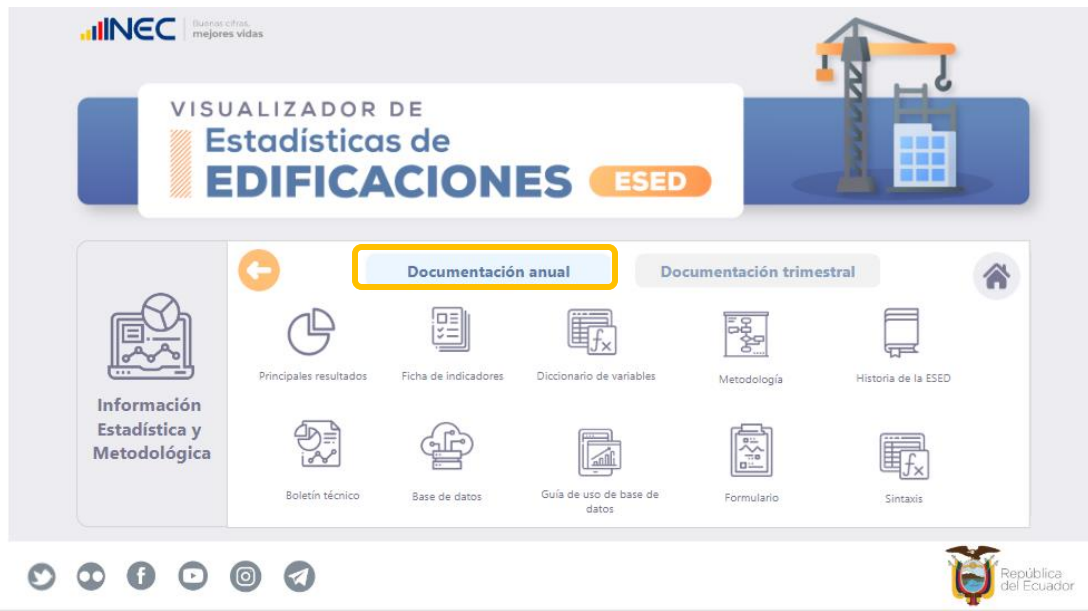 INEC
Buenas cifras,
mejores vidas
VISUALIZADOR DE
Estadísticas de
EDIFICACIONES ESED
Documentación anual
Documentación trimestral
Información
Estadística y
Metodológica
Principales resultados
Ficha de indicadores
Diccionario de variables
Metodología
Historia de la ESED
Boletín técnico
Base de datos
Guía de uso de base de
datos
Formulario
Sintaxis
República
del Ecuador